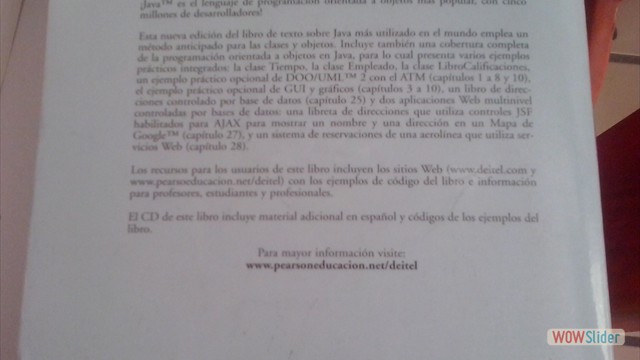 ¡Java™ es el lenguaje de programación orientada a objetos más popular, con cinco
millones de desarrolladores!
Esta nueva edición del libro de texto sobre Java más utilizado en el mundo emplea un
método anticipado para las clases y objetos. Incluye también una cobertura completa
de la programación orientada a objetos en Java, para lo cual presenta varios ejemplos
prácticos integrados: la clase Tiempo, la clase Empleado, la clase LibroCalificaciones,
un ejemplo práctico opcional de DOO/UML™ 2 con el ATM (capítulos 1 a 8 y 10),
el ejemplo práctico opcional de GUI y gráficos (capítulos 3 a 10), un libro de direc-
ciones controlado por base de datos (capítulo 25) y dos aplicaciones Web multinivel
controladas por bases de datos: una libreta de direcciones que utiliza controles JSF
habilitados para AJAX para mostrar un nombre y una dirección en un Mapa de
Google™ (capítulo 27), y un sistema de reservaciones de una aerolínea que utiliza ser-
vicios Web (capítulo 28).
Los recursos para los usuarios de este libro incluyen los sitios Web (www.deitel.com y
www.pearsoneducacion.net/deitel) con los ejemplos de código del libro e información
para profesores, estudiantes y profesionales.
El CD de este libro incluye material adicional en español y códigos de los ejemplos del
libro.
Para mayor información visite:
www.pearsoneducacion.net/deitel
WOWSlider